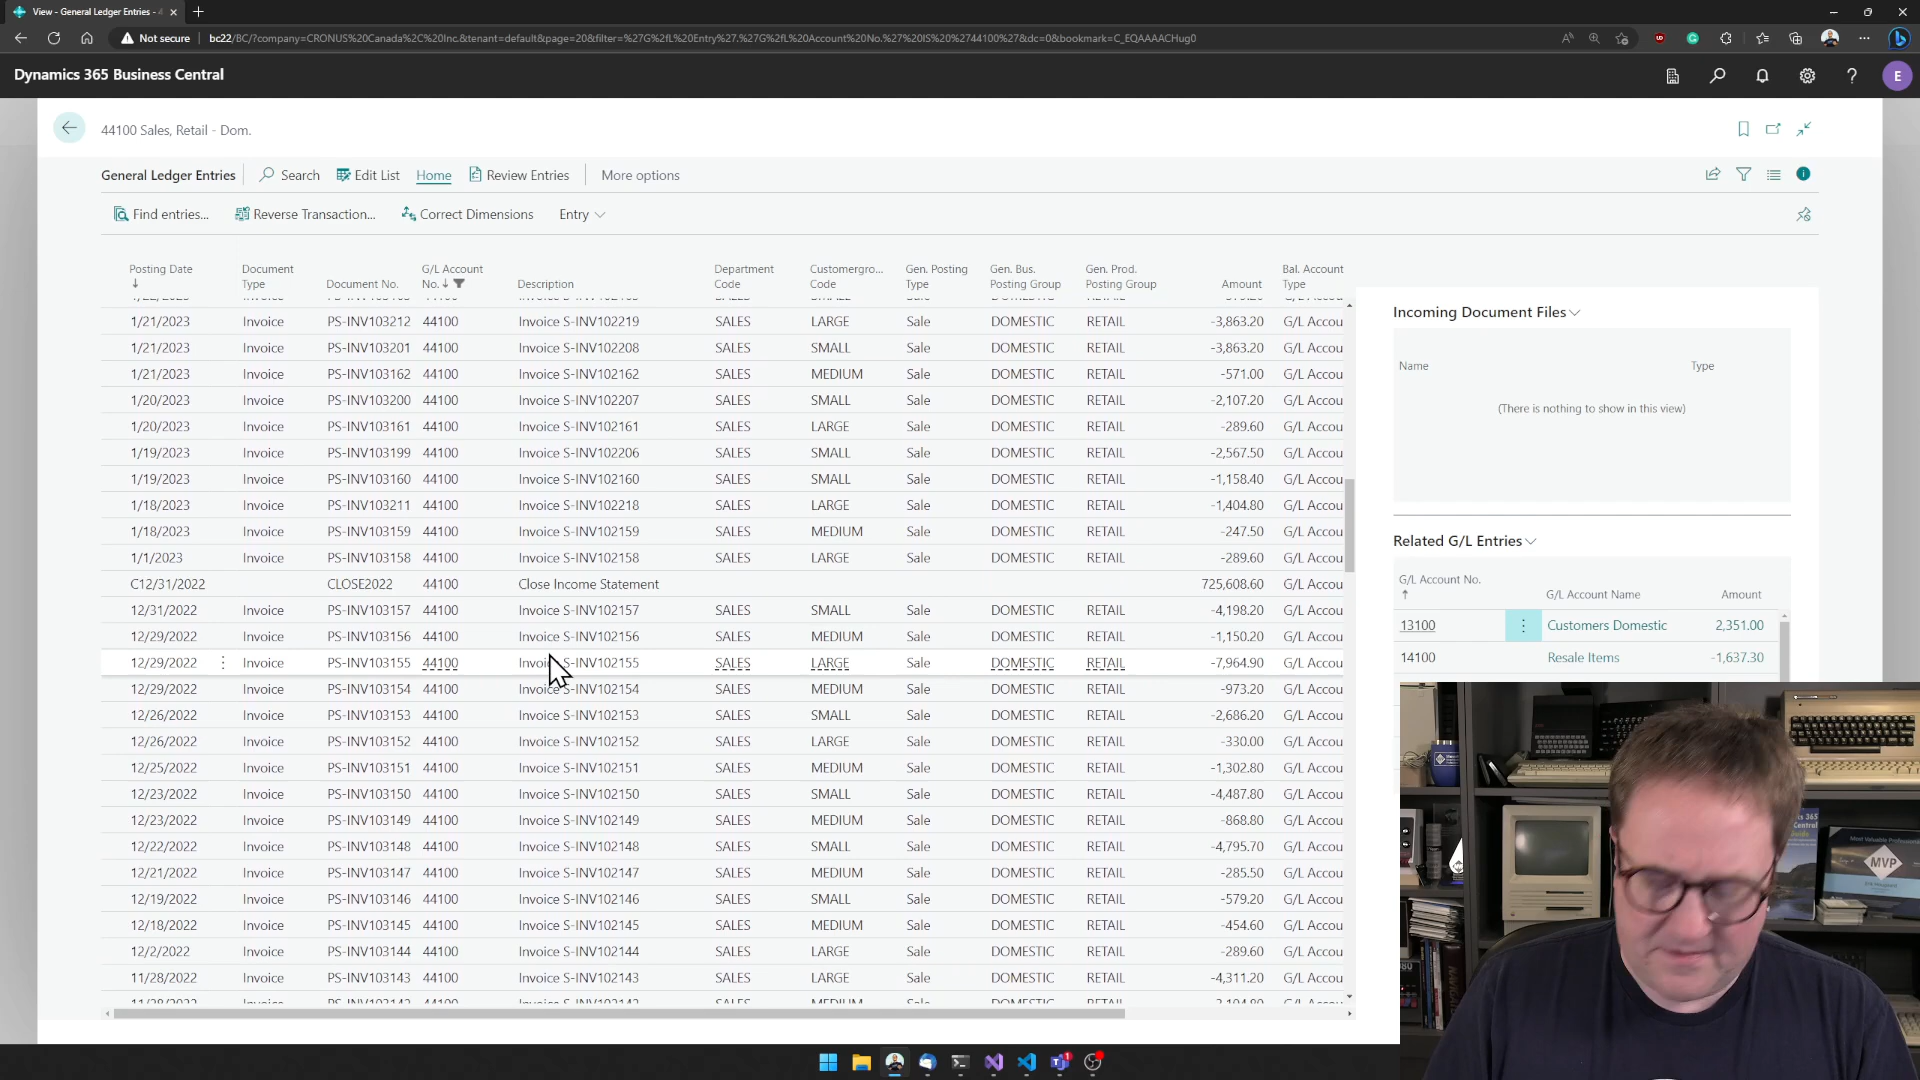 View - General Ledger Entries - 4
Not secure
bc22/BC/?company=CRONUS%20Canada%2C%20Inc.&tenant=default&page=20&filter=%27G%2fL%20Entry%27.%27G%2fL%20Account%20No.%27%20IS%20%2744100%27&dc=0&bookmark=C_EQAAAACHug0
Dynamics 365 Business Central
E
44100 Sales, Retail - Dom.
General Ledger Entries Search Edit List Home Review Entries More options
Find entries... Reverse Transaction... Correct Dimensions Entry
Posting Date Document Type Document No. G/L Account No. Description Department Code Customergro... Code Gen. Posting Type Gen. Bus. Posting Group Gen. Prod. Posting Group Amount Bal. Account Type
1/21/2023 Invoice PS-INV103212 44100 Invoice S-INV102219 SALES LARGE Sale DOMESTIC RETAIL -3,863.20 G/L Accou
1/21/2023 Invoice PS-INV103201 44100 Invoice S-INV102208 SALES SMALL Sale DOMESTIC RETAIL -3,863.20 G/L Accou
1/21/2023 Invoice PS-INV103162 44100 Invoice S-INV102162 SALES MEDIUM Sale DOMESTIC RETAIL -571.00 G/L Accou
1/20/2023 Invoice PS-INV103200 44100 Invoice S-INV102207 SALES SMALL Sale DOMESTIC RETAIL -2,107.20 G/L Accou
1/20/2023 Invoice PS-INV103161 44100 Invoice S-INV102161 SALES LARGE Sale DOMESTIC RETAIL -289.60 G/L Accou
1/19/2023 Invoice PS-INV103199 44100 Invoice S-INV102206 SALES SMALL Sale DOMESTIC RETAIL -2,567.50 G/L Accou
1/19/2023 Invoice PS-INV103160 44100 Invoice S-INV102160 SALES SMALL Sale DOMESTIC RETAIL -1,158.40 G/L Accou
1/18/2023 Invoice PS-INV103211 44100 Invoice S-INV102218 SALES LARGE Sale DOMESTIC RETAIL -1,404.80 G/L Accou
1/18/2023 Invoice PS-INV103159 44100 Invoice S-INV102159 SALES MEDIUM Sale DOMESTIC RETAIL -247.50 G/L Accou
1/1/2023 Invoice PS-INV103158 44100 Invoice S-INV102158 SALES LARGE Sale DOMESTIC RETAIL -289.60 G/L Accou
C12/31/2022 CLOSE2022 44100 Close Income Statement 725,608.60 G/L Accou
12/31/2022 Invoice PS-INV103157 44100 Invoice S-INV102157 SALES SMALL Sale DOMESTIC RETAIL -4,198.20 G/L Accou
12/29/2022 Invoice PS-INV103156 44100 Invoice S-INV102156 SALES MEDIUM Sale DOMESTIC RETAIL -1,150.20 G/L Accou
12/29/2022 Invoice PS-INV103155 44100 Invoice S-INV102155 SALES LARGE Sale DOMESTIC RETAIL -7,964.90 G/L Accou
12/29/2022 Invoice PS-INV103154 44100 Invoice S-INV102154 SALES MEDIUM Sale DOMESTIC RETAIL -973.20 G/L Accou
12/26/2022 Invoice PS-INV103153 44100 Invoice S-INV102153 SALES SMALL Sale DOMESTIC RETAIL -2,686.20 G/L Accou
12/26/2022 Invoice PS-INV103152 44100 Invoice S-INV102152 SALES LARGE Sale DOMESTIC RETAIL -330.00 G/L Accou
12/25/2022 Invoice PS-INV103151 44100 Invoice S-INV102151 SALES MEDIUM Sale DOMESTIC RETAIL -1,302.80 G/L Accou
12/23/2022 Invoice PS-INV103150 44100 Invoice S-INV102150 SALES SMALL Sale DOMESTIC RETAIL -4,487.80 G/L Accou
12/23/2022 Invoice PS-INV103149 44100 Invoice S-INV102149 SALES MEDIUM Sale DOMESTIC RETAIL -868.80 G/L Accou
12/22/2022 Invoice PS-INV103148 44100 Invoice S-INV102148 SALES SMALL Sale DOMESTIC RETAIL -4,795.70 G/L Accou
12/21/2022 Invoice PS-INV103147 44100 Invoice S-INV102147 SALES MEDIUM Sale DOMESTIC RETAIL -285.50 G/L Accou
12/19/2022 Invoice PS-INV103146 44100 Invoice S-INV102146 SALES SMALL Sale DOMESTIC RETAIL -579.20 G/L Accou
12/18/2022 Invoice PS-INV103145 44100 Invoice S-INV102145 SALES MEDIUM Sale DOMESTIC RETAIL -454.60 G/L Accou
12/2/2022 Invoice PS-INV103144 44100 Invoice S-INV102144 SALES LARGE Sale DOMESTIC RETAIL -289.60 G/L Accou
11/28/2022 Invoice PS-INV103143 44100 Invoice S-INV102143 SALES LARGE Sale DOMESTIC RETAIL -4,311.20 G/L Accou
Incoming Document Files
Name Type
(There is nothing to show in this view)
Related G/L Entries
G/L Account No. G/L Account Name Amount
13100 Customers Domestic 2,351.00
14100 Resale Items -1,637.30
MVP